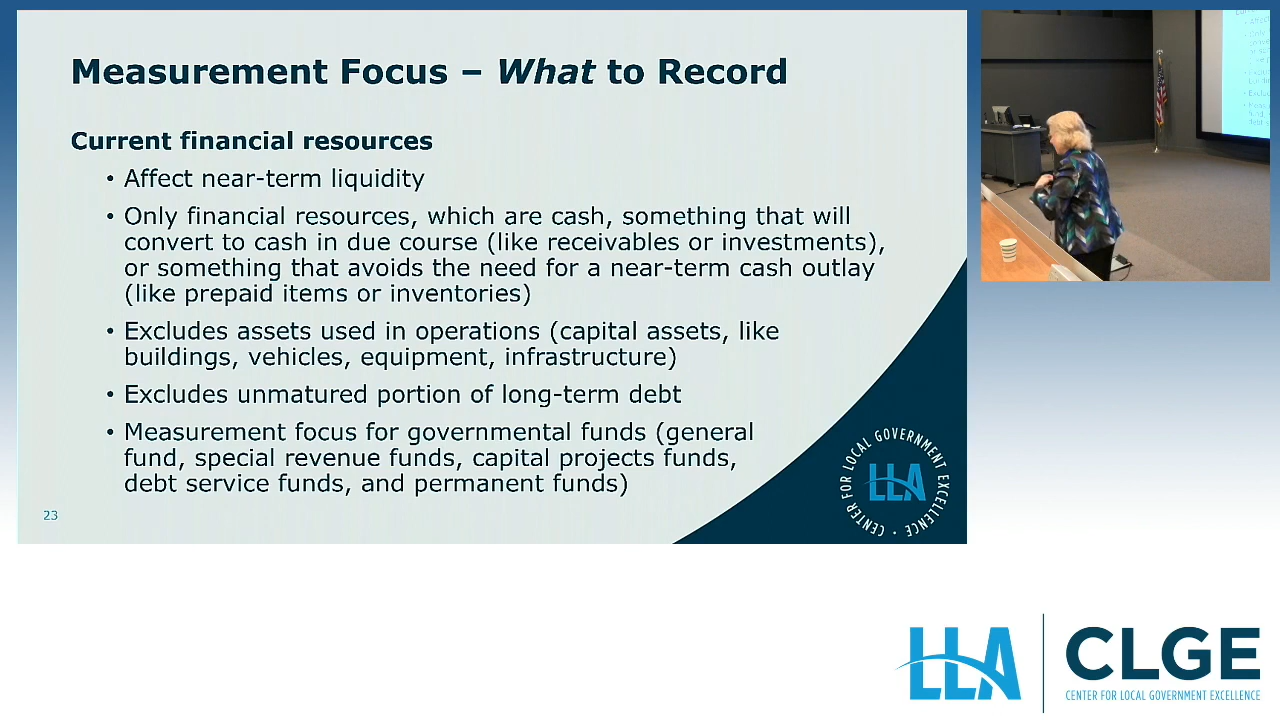 Measurement Focus – What to Record
Current financial resources
• Affect near-term liquidity
• Only financial resources, which are cash, something that will
convert to cash in due course (like receivables or investments),
or something that avoids the need for a near-term cash outlay
(like prepaid items or inventories)
• Excludes assets used in operations (capital assets, like
buildings, vehicles, equipment, infrastructure)
• Excludes unmatured portion of long-term debt
• Measurement focus for governmental funds (general
fund, special revenue funds, capital projects funds,
debt service funds, and permanent funds)
23
CENTER FOR LOCAL GOVERNMENT EXCELLENCE •
LLA
LLA
CLGE
CENTER FOR LOCAL GOVERNMENT EXCELLENCE